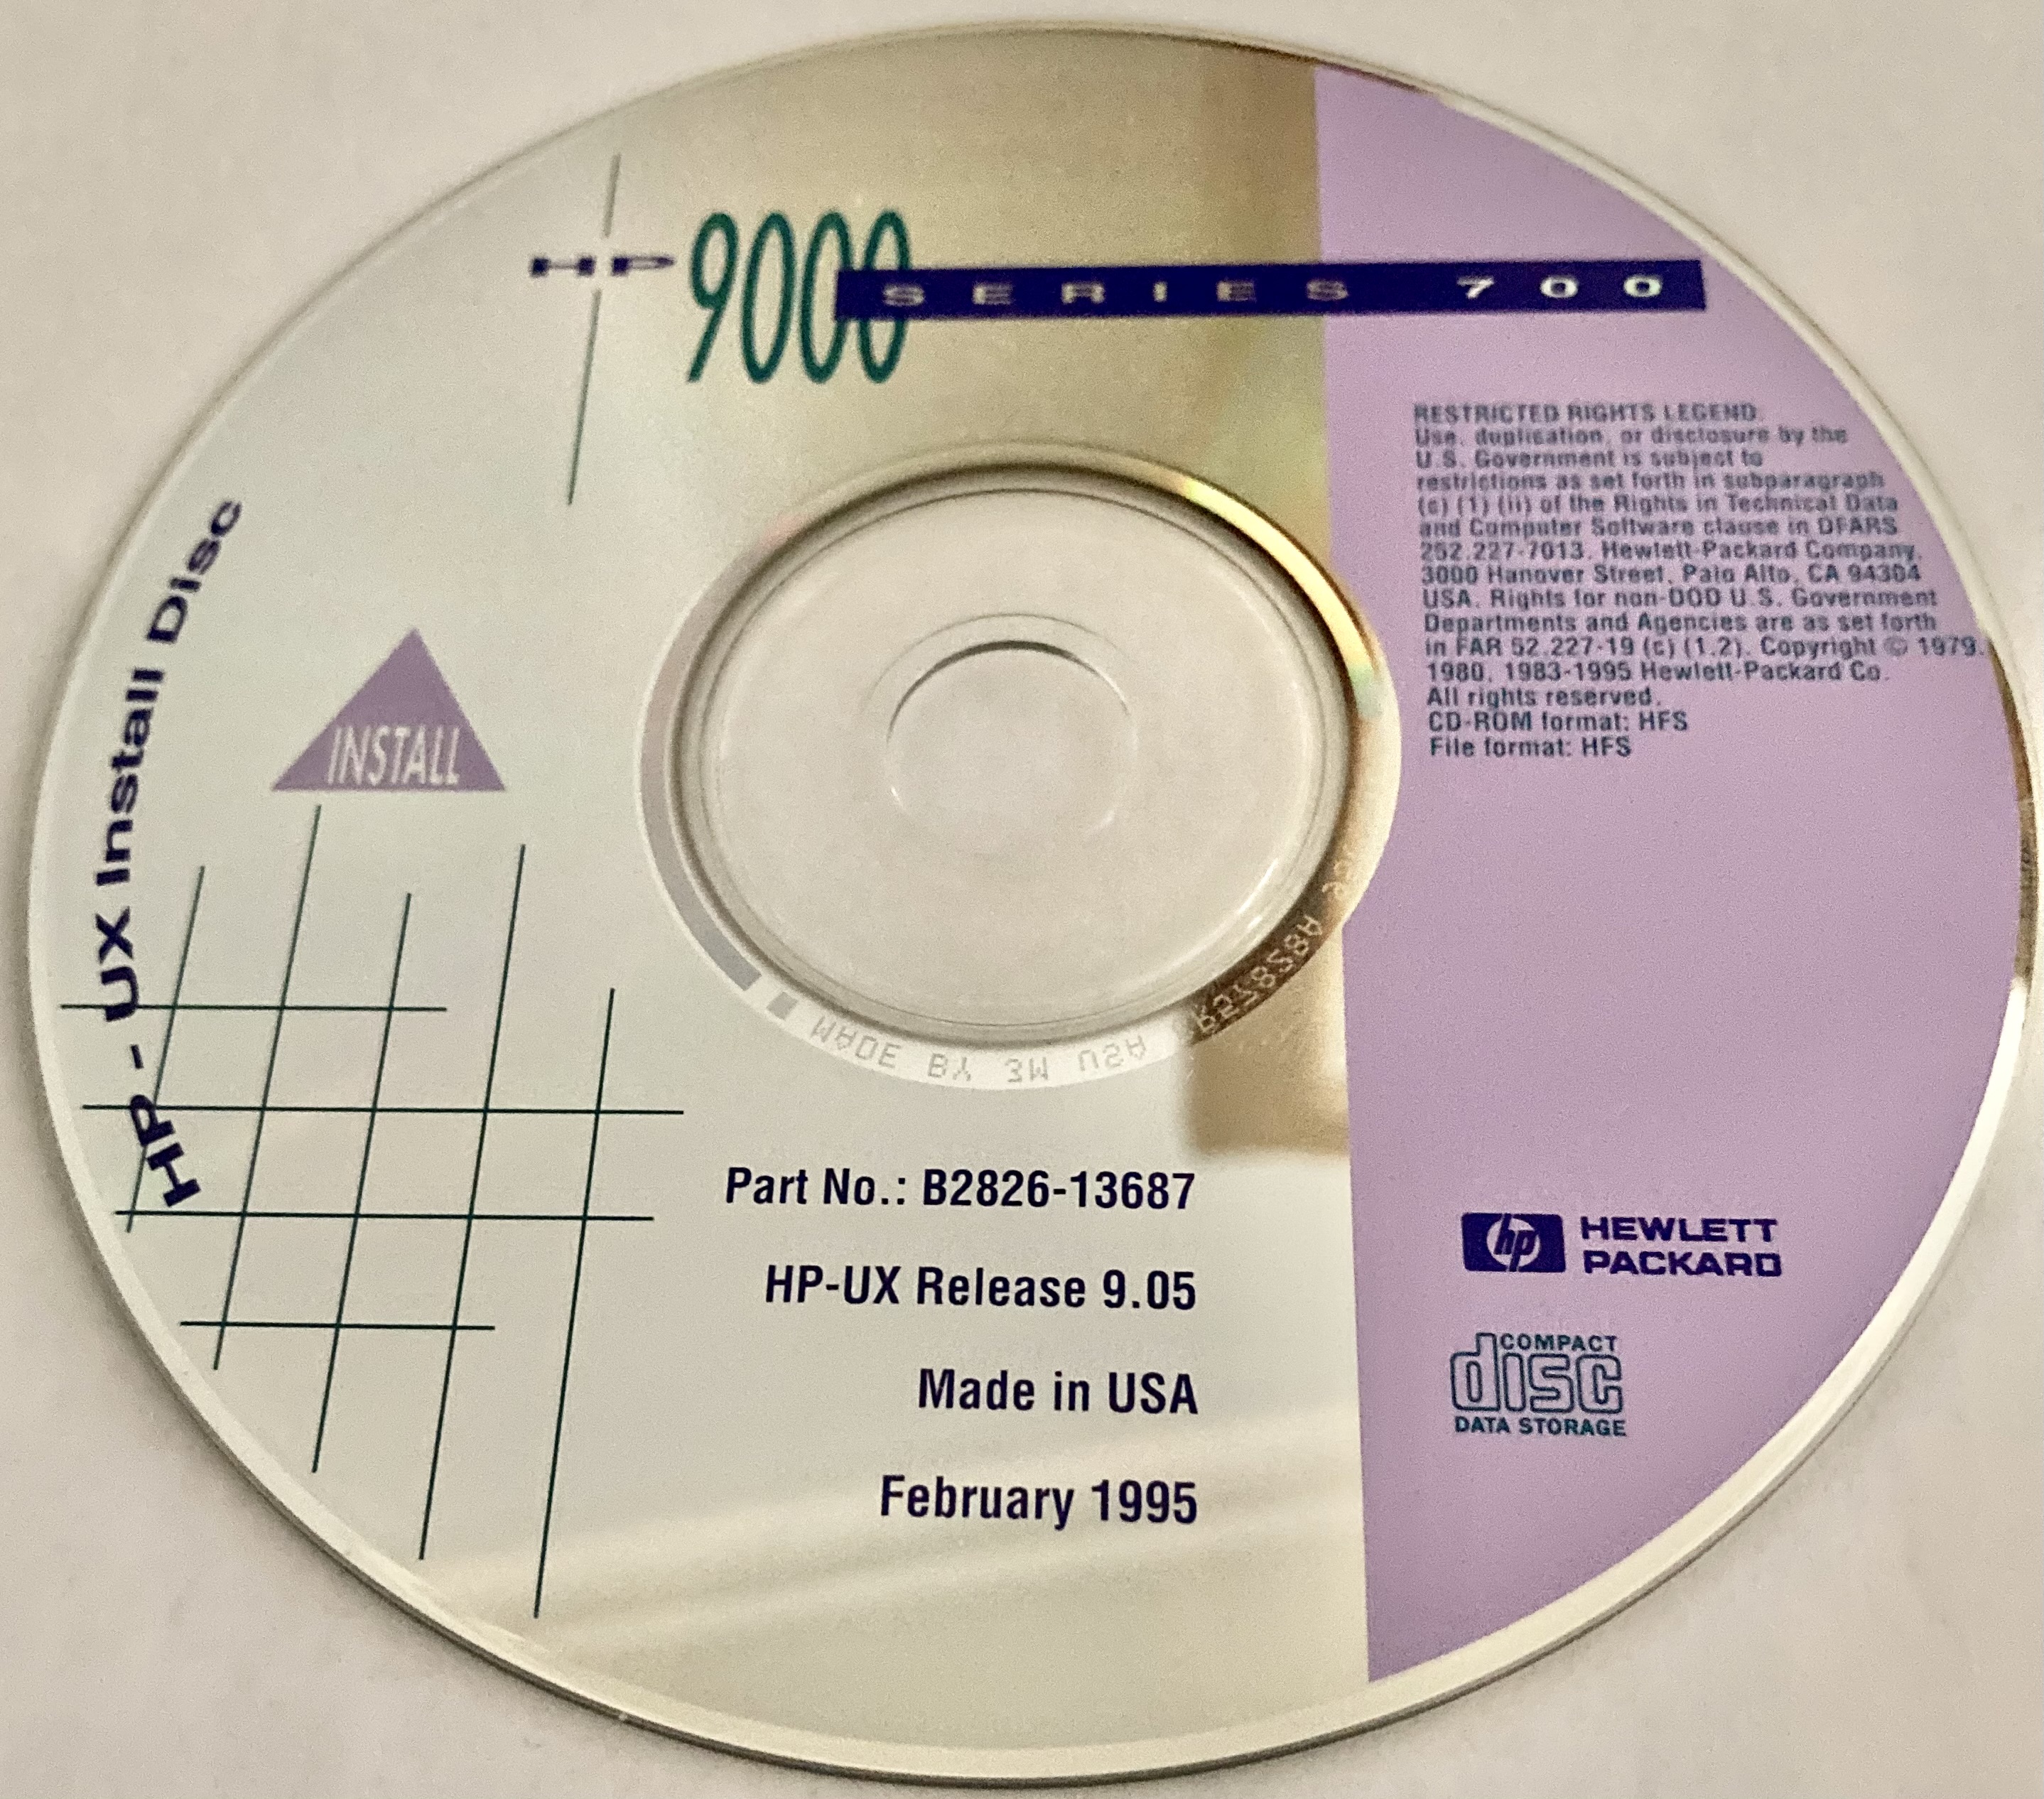 HP 9000 SERIES 700
HP - UX Install Disc
INSTALL
RESTRICTED RIGHTS LEGEND.
Use, duplication, or disclosure by the
U.S. Government is subject to
restrictions as set forth in subparagraph
(c) (1) (ii) of the Rights in Technical Data
and Computer Software clause in DFARS
252.227-7013. Hewlett-Packard Company,
3000 Hanover Street, Palo Alto, CA 94304
USA. Rights for non-DOD U.S. Government
Departments and Agencies are as set forth
in FAR 52.227-19 (c) (1,2). Copyright © 1979,
1980, 1983-1995 Hewlett-Packard Co.
All rights reserved.
CD-ROM format: HFS
File format: HFS
MADE BY 3M USA
Part No.: B2826-13687
HP-UX Release 9.05
Made in USA
February 1995
hp HEWLETT
PACKARD
COMPACT
disc
DATA STORAGE